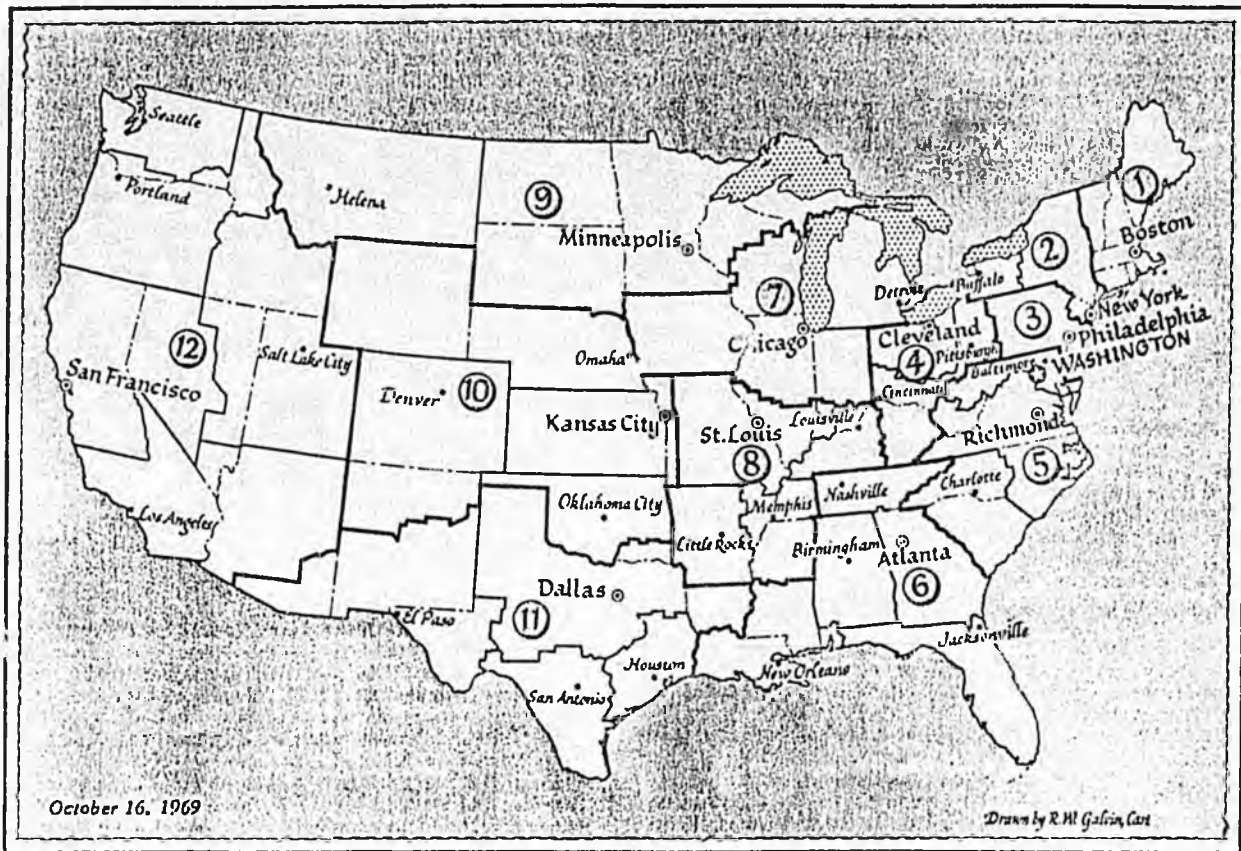 Seattle
Portland
Helena
⑨
Minneapolis
①
Boston
②
Buffalo
Detroit
⑦
Chicago
③
New York
Philadelphia
WASHINGTON
Cleveland
④
Pittsburgh
Baltimore
Cincinnati
⑫
Salt Lake City
San Francisco
Omaha
Denver
⑩
Kansas City
St. Louis
⑧
Louisville
Richmond
⑤
Los Angeles
Oklahoma City
Memphis
Nashville
Charlotte
Little Rock
Birmingham
Atlanta
⑥
Dallas
⑪
El Paso
Houston
San Antonio
New Orleans
Jacksonville
October 16, 1969
Drawn by R.W. Galvin, Cart.